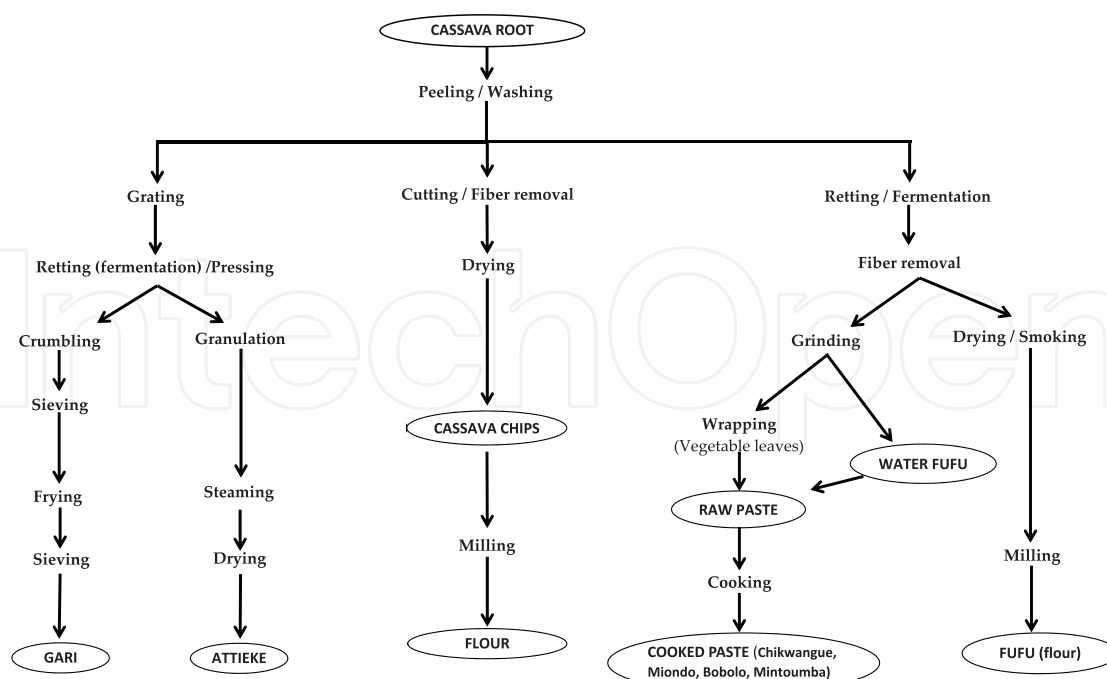 CASSAVA ROOT
Peeling / Washing
Grating
Cutting / Fiber removal
Retting / Fermentation
Retting (fermentation) /Pressing
Drying
Fiber removal
Crumbling
Granulation
Grinding
Drying / Smoking
Sieving
CASSAVA CHIPS
Wrapping
(Vegetable leaves)
WATER FUFU
Frying
Steaming
RAW PASTE
Sieving
Drying
Milling
Cooking
Milling
GARI
ATTIEKE
FLOUR
COOKED PASTE (Chikwangue,
Miondo, Bobolo, Mintoumba)
FUFU (flour)
IntechOpen